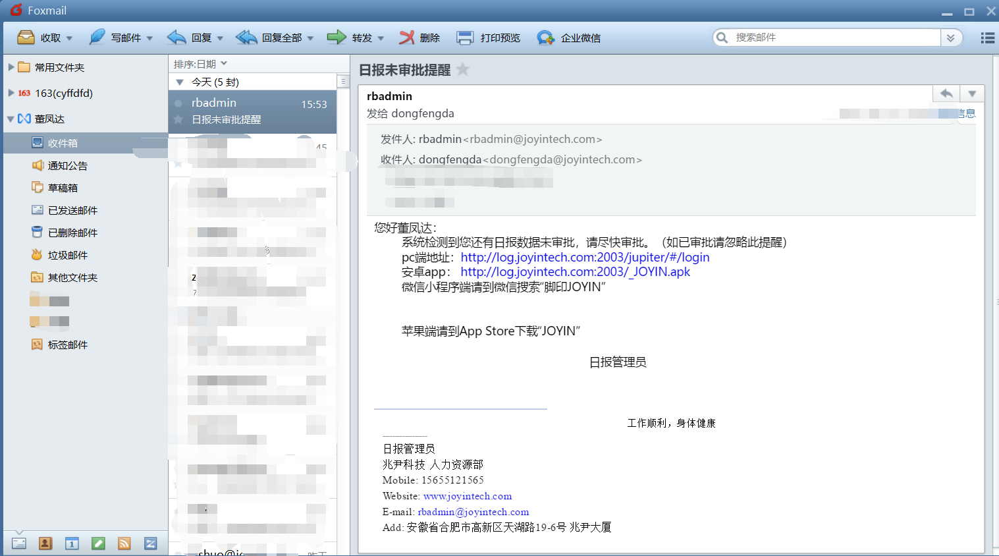 Foxmail
收取 写邮件 回复 回复全部 转发 删除 打印预览 企业微信 搜索邮件
常用文件夹
163 163(cyffdfd)
董凤达
收件箱
通知公告
草稿箱
已发送邮件
已删除邮件
垃圾邮件
其他文件夹
标签邮件
排序:日期
今天 (5 封)
rbadmin 15:53
日报未审批提醒
45
z
7
日报未审批提醒
rbadmin
发给 dongfengda
信息
发件人: rbadmin<rbadmin@joyintech.com>
收件人: dongfengda<dongfengda@joyintech.com>
您好董凤达：
系统检测到您还有日报数据未审批，请尽快审批。（如已审批请忽略此提醒）
pc端地址：http://log.joyintech.com:2003/jupiter/#/login
安卓app： http://log.joyintech.com:2003/_JOYIN.apk
微信小程序端请到微信搜索“脚印JOYIN”
苹果端请到App Store下载“JOYIN”
日报管理员
工作顺利，身体健康
日报管理员
兆尹科技 人力资源部
Mobile: 15655121565
Website: www.joyintech.com
E-mail: rbadmin@joyintech.com
Add: 安徽省合肥市高新区天湖路19-6号 兆尹大厦